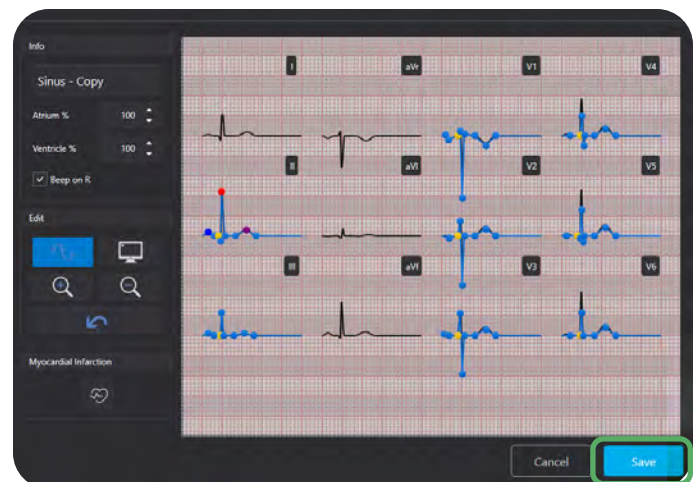 Info
Sinus - Copy
Atrium % 100
Ventricle % 100
Beep on R
Edit
Myocardial Infarction
I aVr V1 V4
II aVl V2 V5
III aVf V3 V6
Cancel Save